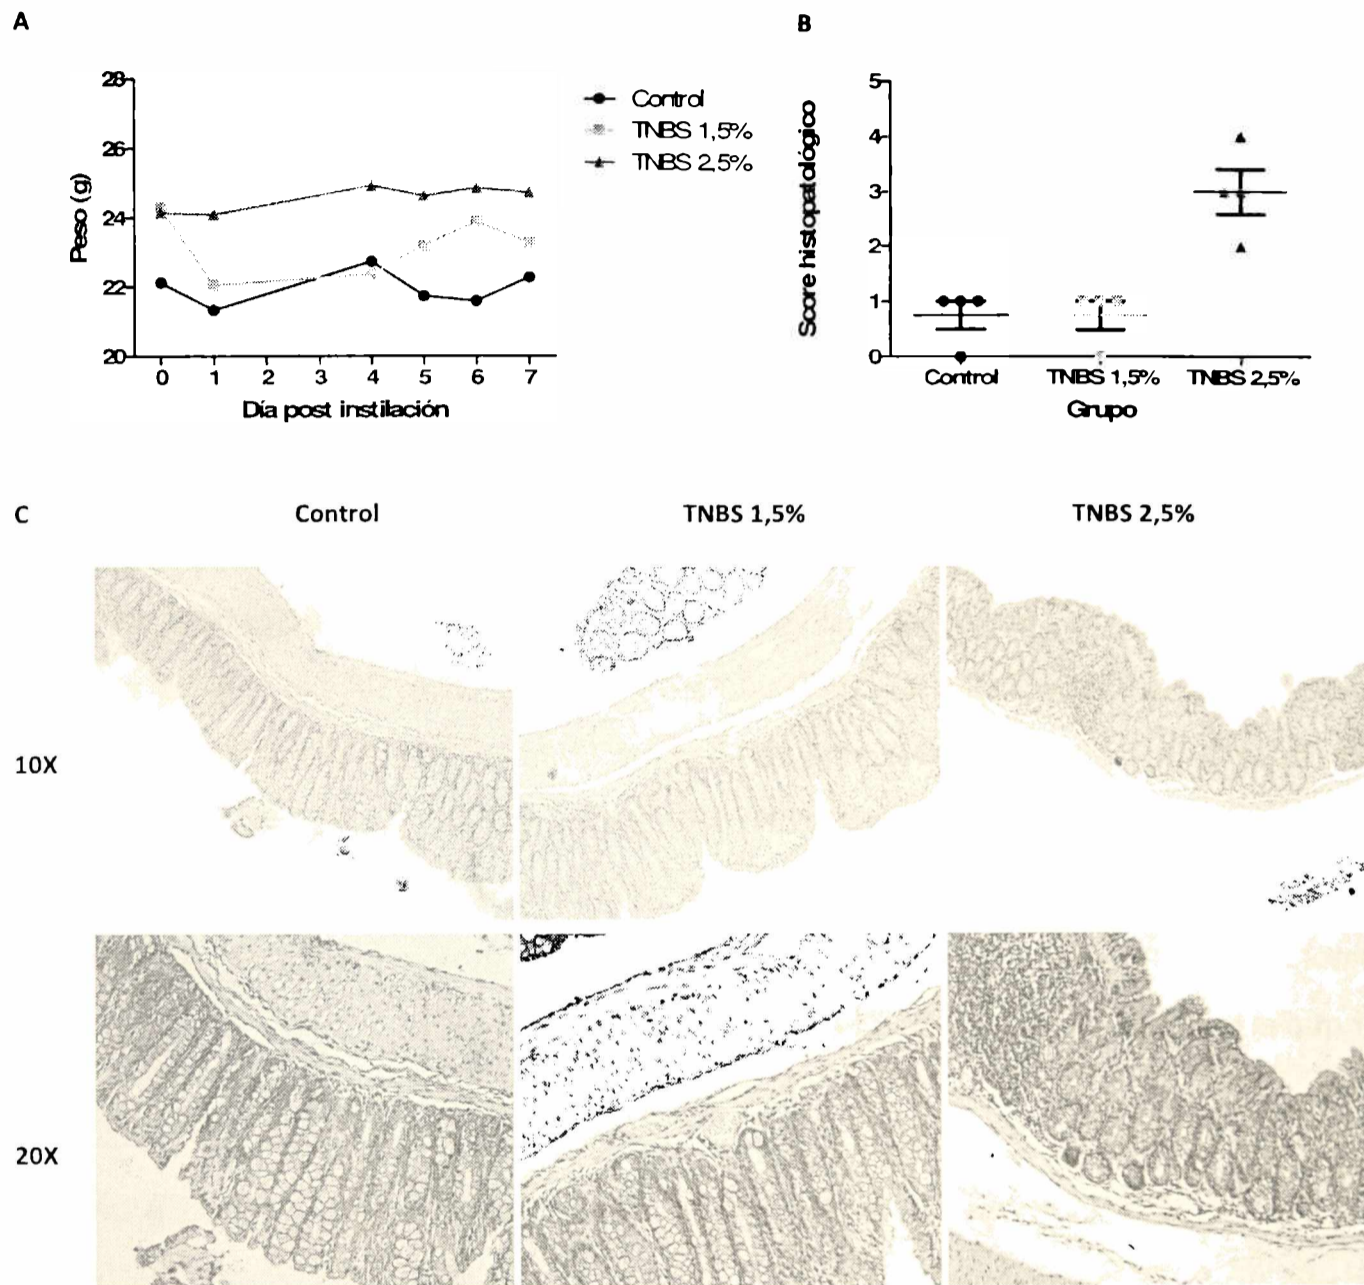 A
B
28
26
24
22
20
Peso (g)
0 1 2 3 4 5 6 7
Día post instilación
Control
TNBS 1,5%
TNBS 2,5%
5
4
3
2
1
0
Score histopatológico
Control TNBS 1,5% TNBS 2,5%
Grupo
C
Control TNBS 1,5% TNBS 2,5%
10X
20X